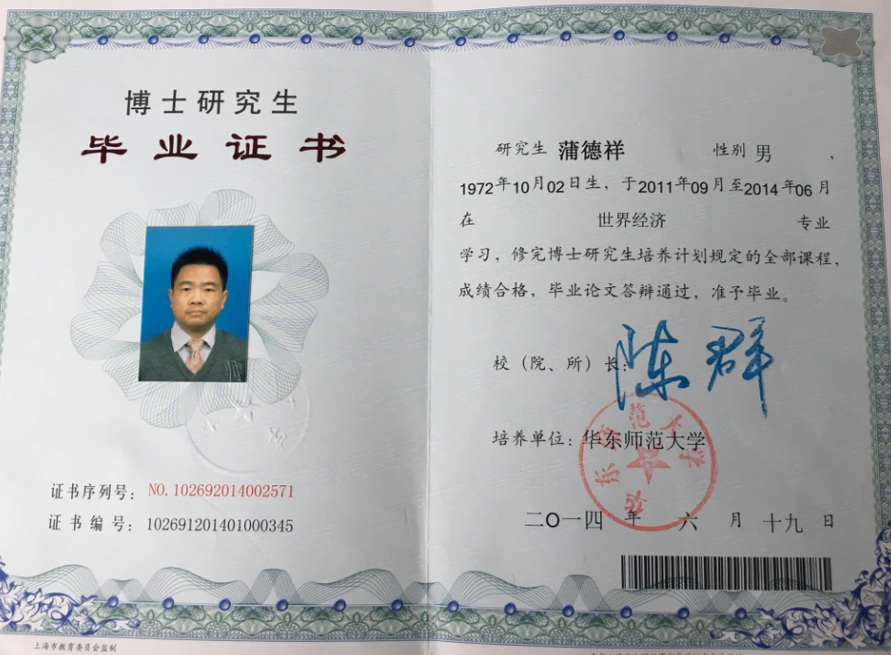 博士研究生
毕业证书
证书序列号：NO.102692014002571
证书编号：102691201401000345
上海市教育委员会监制
研究生 蒲德祥 性别 男，
1972年10月02日生，于2011年09月至2014年06月
在 世界经济 专业
学习，修完博士研究生培养计划规定的全部课程，
成绩合格，毕业论文答辩通过，准予毕业。
校（院、所）长：陈群
培养单位：华东师范大学
华东师范大学
二〇一四年 六 月 十九 日